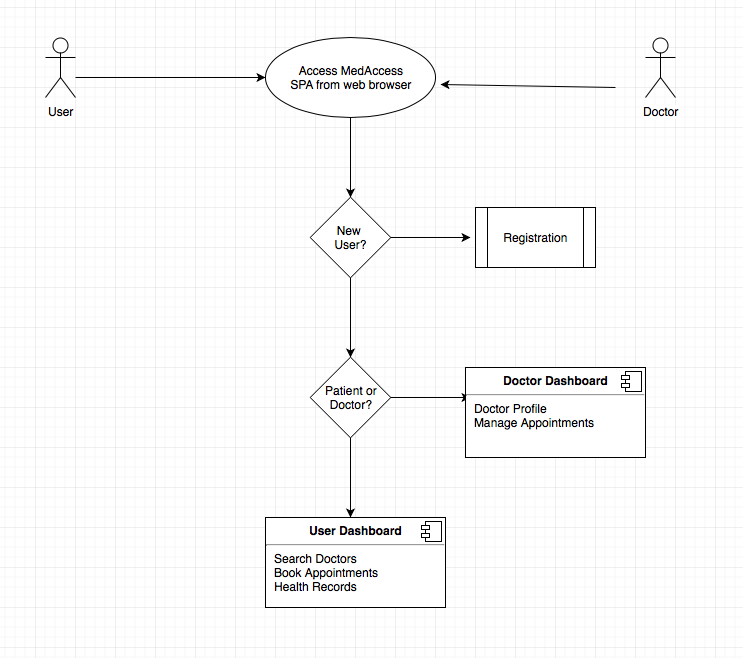 User
Access MedAccess
SPA from web browser
Doctor
New
User?
Registration
Patient or
Doctor?
Doctor Dashboard
Doctor Profile
Manage Appointments
User Dashboard
Search Doctors
Book Appointments
Health Records